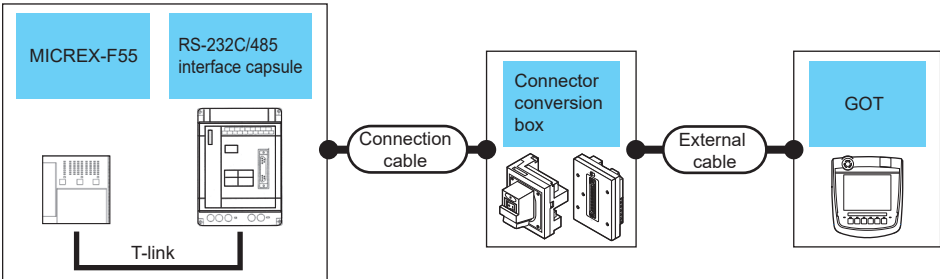 MICREX-F55
RS-232C/485
interface capsule
T-link
Connection
cable
Connector
conversion
box
External
cable
GOT